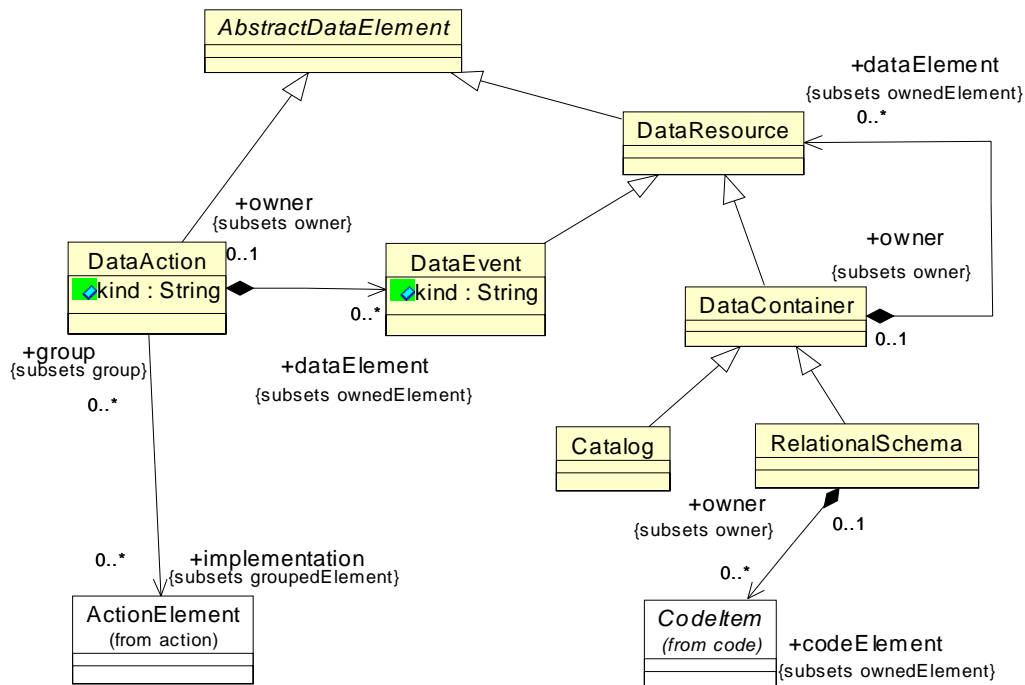 AbstractDataElement
+dataElement
{subsets ownedElement}
0..*
DataResource
+owner
{subsets owner}
0..1
DataAction
kind : String
DataEvent
kind : String
0..*
+dataElement
{subsets ownedElement}
+owner
{subsets owner}
DataContainer
0..1
+group
{subsets group}
0..*
Catalog
RelationalSchema
+owner
{subsets owner}
0..1
0..*
+implementation
{subsets groupedElement}
0..*
ActionElement
(from action)
CodeItem
(from code)
+codeElement
{subsets ownedElement}